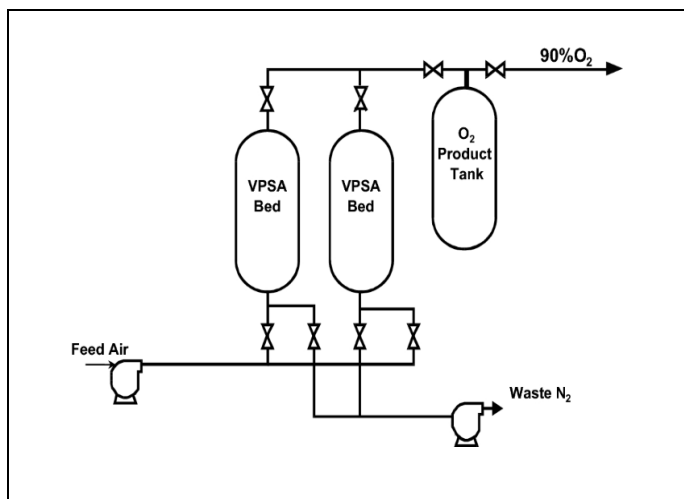 90%O₂
VPSA
Bed
VPSA
Bed
O₂
Product
Tank
Feed Air
Waste N₂